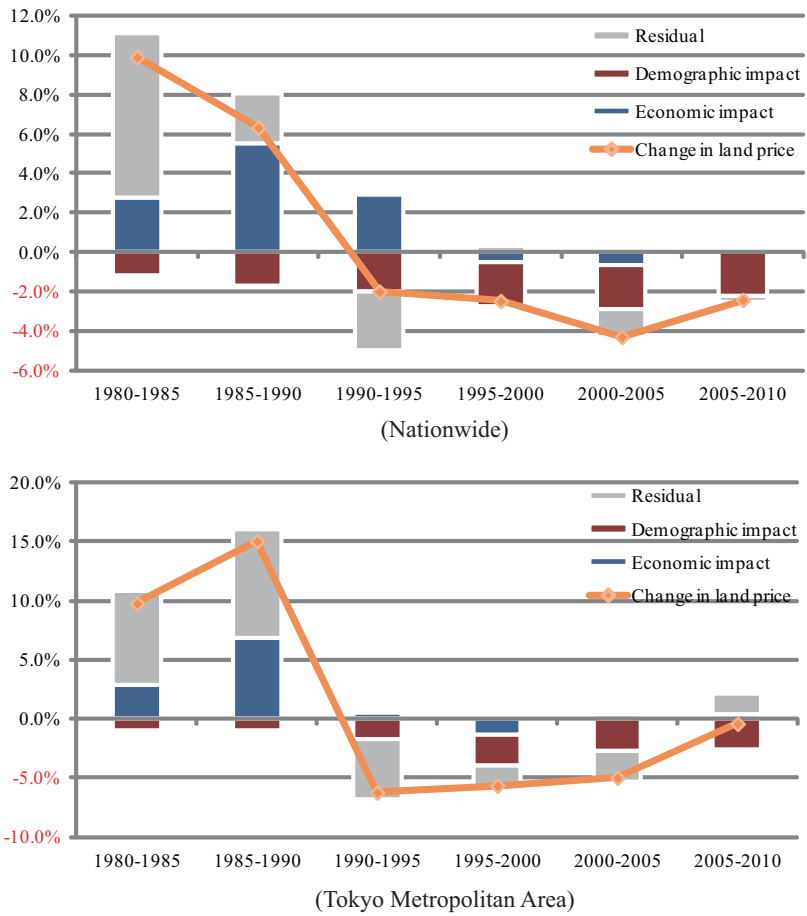 12.0%
10.0%
8.0%
6.0%
4.0%
2.0%
0.0%
-2.0%
-4.0%
-6.0%
Residual
Demographic impact
Economic impact
Change in land price
1980-1985 1985-1990 1990-1995 1995-2000 2000-2005 2005-2010
(Nationwide)
20.0%
15.0%
10.0%
5.0%
0.0%
-5.0%
-10.0%
Residual
Demographic impact
Economic impact
Change in land price
1980-1985 1985-1990 1990-1995 1995-2000 2000-2005 2005-2010
(Tokyo Metropolitan Area)